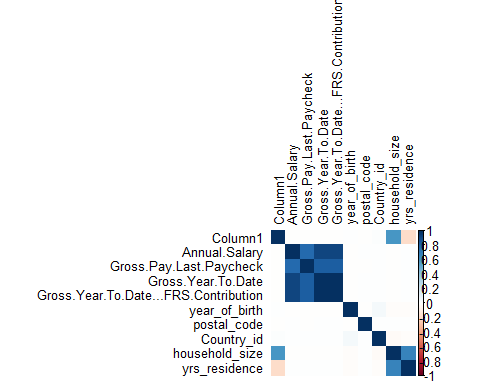 Column1
Annual.Salary
Gross.Pay.Last.Paycheck
Gross.Year.To.Date
Gross.Year.To.Date...FRS.Contribution
year_of_birth
postal_code
Country_id
household_size
yrs_residence
Column1
Annual.Salary
Gross.Pay.Last.Paycheck
Gross.Year.To.Date
Gross.Year.To.Date...FRS.Contribution
year_of_birth
postal_code
Country_id
household_size
yrs_residence
1
0.8
0.6
0.4
0.2
0
-0.2
-0.4
-0.6
-0.8
-1